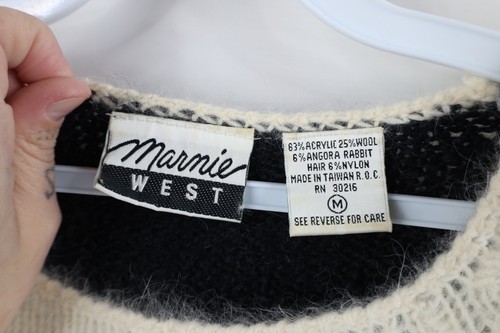 Marnie
WEST
63% ACRYLIC 25% WOOL
6% ANGORA RABBIT
HAIR 6% NYLON
MADE IN TAIWAN R.O.C.
RN 30216
M
SEE REVERSE FOR CARE